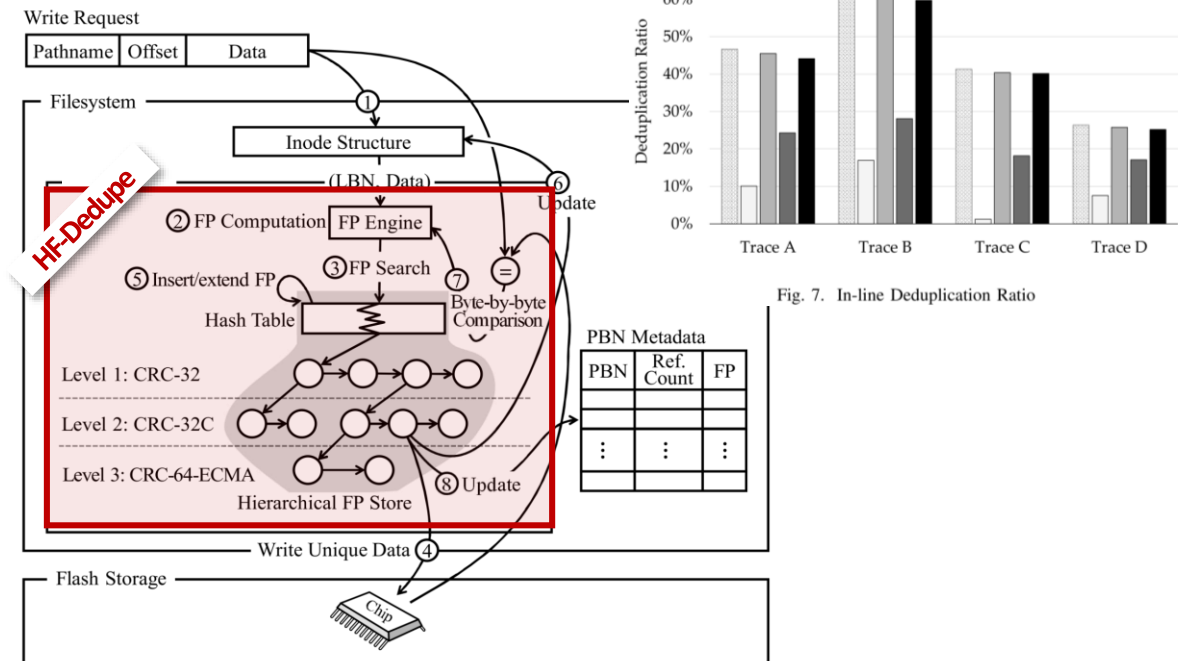 Write Request
Pathname Offset Data
Filesystem
1
Inode Structure
(LBN, Data)
6
Update
HF-Dedupe
2 FP Computation
FP Engine
3 FP Search
7
=
5 Insert/extend FP
Byte-by-byte
Comparison
Hash Table
Level 1: CRC-32
Level 2: CRC-32C
Level 3: CRC-64-ECMA
8 Update
Hierarchical FP Store
Write Unique Data 4
Flash Storage
Chip
PBN Metadata
PBN Ref. Count FP
⋮ ⋮ ⋮
Deduplication Ratio
60%
50%
40%
30%
20%
10%
0%
Trace A Trace B Trace C Trace D
Fig. 7. In-line Deduplication Ratio